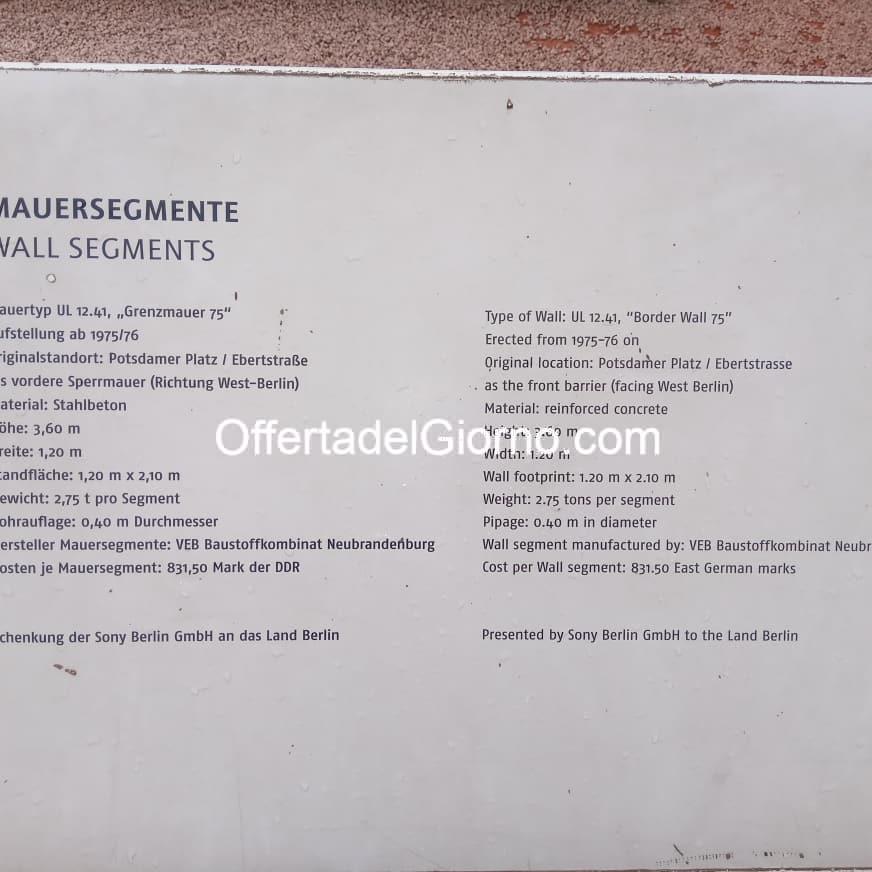 MAUERSEGMENTE
WALL SEGMENTS
auertyp UL 12.41, „Grenzmauer 75“
ufstellung ab 1975/76
riginalstandort: Potsdamer Platz / Ebertstraße
s vordere Sperrmauer (Richtung West-Berlin)
aterial: Stahlbeton
öhe: 3,60 m
reite: 1,20 m
tandfläche: 1,20 m x 2,10 m
ewicht: 2,75 t pro Segment
ohrauflage: 0,40 m Durchmesser
ersteller Mauersegmente: VEB Baustoffkombinat Neubrandenburg
osten je Mauersegment: 831,50 Mark der DDR
chenkung der Sony Berlin GmbH an das Land Berlin
Type of Wall: UL 12.41, “Border Wall 75”
Erected from 1975-76 on
Original location: Potsdamer Platz / Ebertstrasse
as the front barrier (facing West Berlin)
Material: reinforced concrete
Height: 3.60 m
Width: 1.20 m
Wall footprint: 1.20 m x 2.10 m
Weight: 2.75 tons per segment
Pipage: 0.40 m in diameter
Wall segment manufactured by: VEB Baustoffkombinat Neubr
Cost per Wall segment: 831.50 East German marks
Presented by Sony Berlin GmbH to the Land Berlin
OffertadelGiorno.com